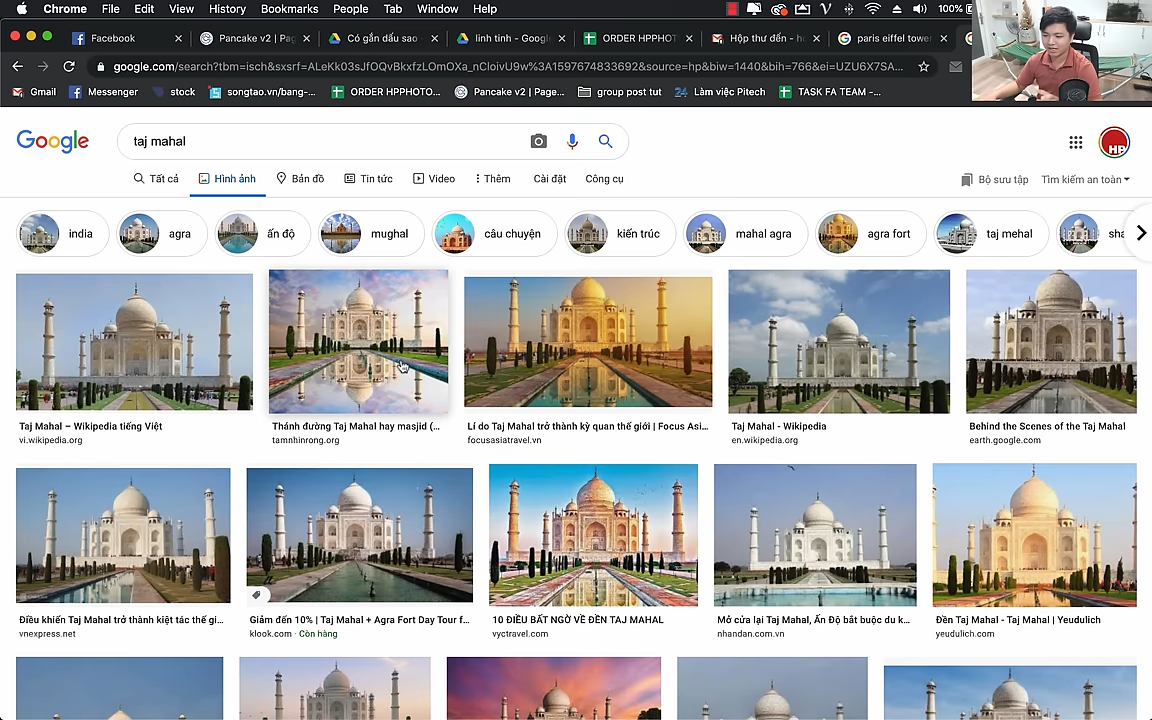 Chrome File Edit View History Bookmarks People Tab Window Help 100%
Facebook Pancake v2 | Pag Có gắn dấu sao - linh tinh - Googl ORDER HPPHOT Hộp thư đến - h paris eiffel tower
google.com/search?tbm=isch&sxsrf=ALeKk03sJfOQvBkxfzLOmOXa_nCloivU9w%3A1597674833692&source=hp&biw=1440&bih=766&ei=UZU6X7SA...
Gmail Messenger stock songtao.vn/bang-... ORDER HPPHOTO... Pancake v2 | Page... group post tut Làm việc Pitech TASK FA TEAM -...
Google taj mahal HP
Tất cả Hình ảnh Bản đồ Tin tức Video Thêm Cài đặt Công cụ Bộ sưu tập Tìm kiếm an toàn
india agra ấn độ mughal câu chuyện kiến trúc mahal agra agra fort taj mehal sha
Taj Mahal – Wikipedia tiếng Việt Thánh đường Taj Mahal hay masjid (... Lí do Taj Mahal trở thành kỳ quan thế giới | Focus Asi... Taj Mahal - Wikipedia Behind the Scenes of the Taj Mahal
vi.wikipedia.org tamnhinrong.org focusasiatravel.vn en.wikipedia.org earth.google.com
Điều khiến Taj Mahal trở thành kiệt tác thế gi... Giảm đến 10% | Taj Mahal + Agra Fort Day Tour f... 10 ĐIỀU BẤT NGỜ VỀ ĐỀN TAJ MAHAL Mở cửa lại Taj Mahal, Ấn Độ bắt buộc du k... Đền Taj Mahal - Taj Mahal | Yeudulich
vnexpress.net klook.com · Còn hàng vyctravel.com nhandan.com.vn yeudulich.com